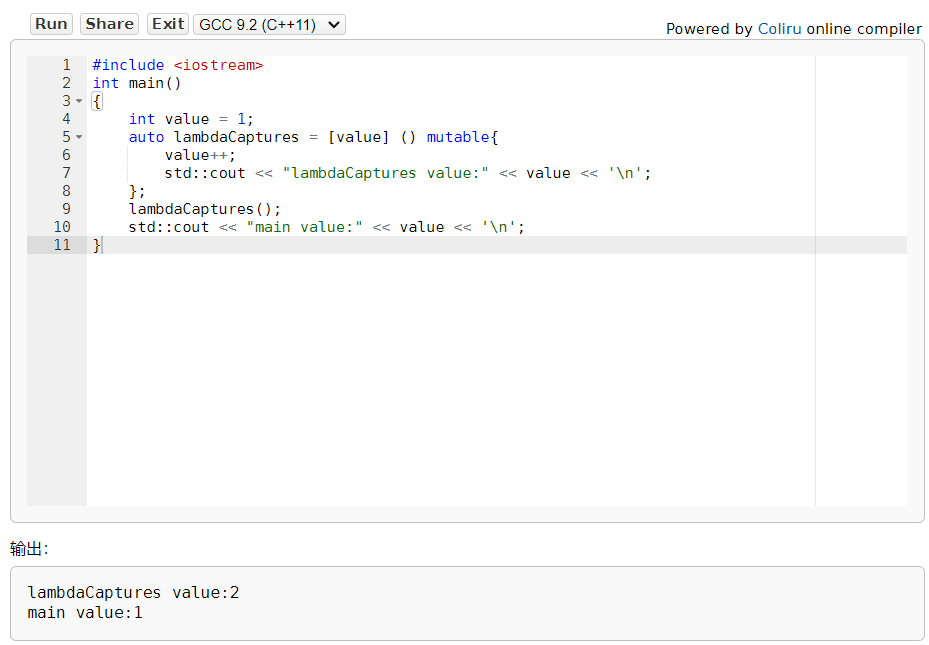 Run Share Exit GCC 9.2 (C++11)
Powered by Coliru online compiler
1 #include <iostream>
2 int main()
3 {
4     int value = 1;
5     auto lambdaCaptures = [value] () mutable{
6         value++;
7         std::cout << "lambdaCaptures value:" << value << '\n';
8     };
9     lambdaCaptures();
10     std::cout << "main value:" << value << '\n';
11 }
输出:
lambdaCaptures value:2
main value:1